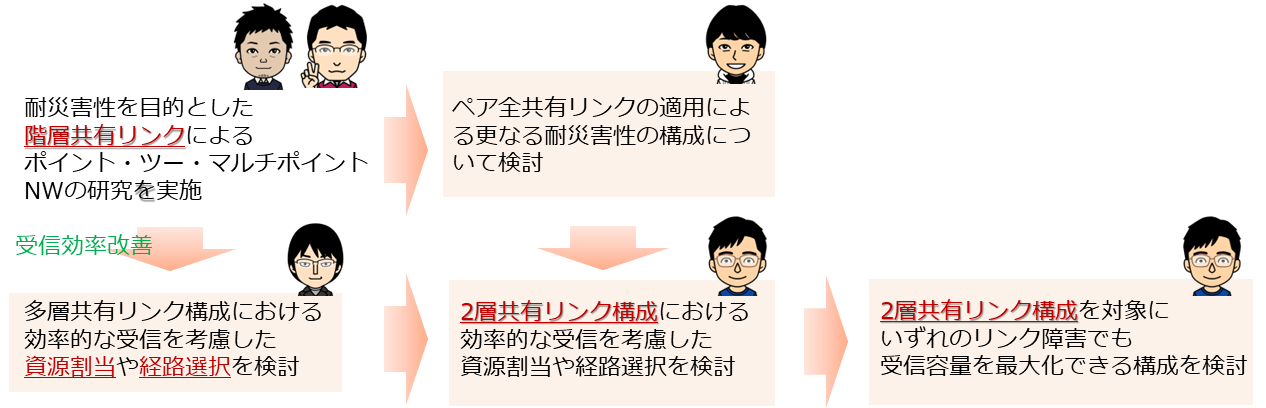 耐災害性を目的とした
階層共有リンクによる
ポイント・ツー・マルチポイント
NWの研究を実施
ペア全共有リンクの適用によ
る更なる耐災害性の構成につ
いて検討
受信効率改善
多層共有リンク構成における
効率的な受信を考慮した
資源割当や経路選択を検討
2層共有リンク構成における
効率的な受信を考慮した
資源割当や経路選択を検討
2層共有リンク構成を対象に
いずれのリンク障害でも
受信容量を最大化できる構成を検討